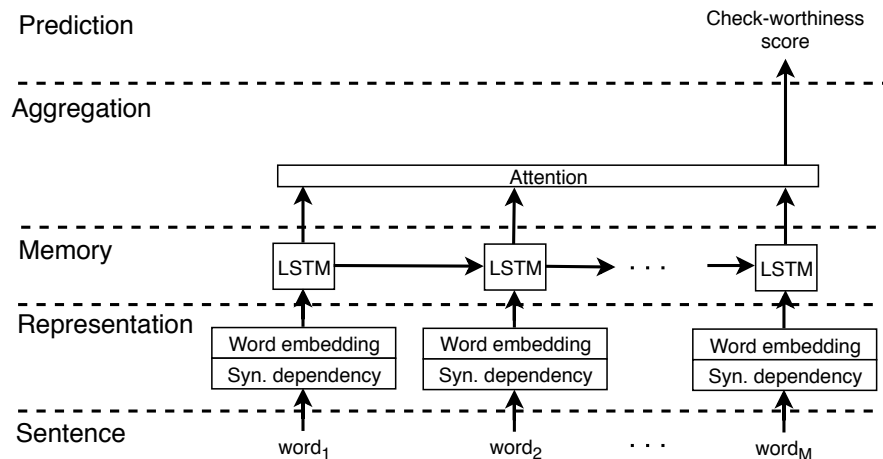 Prediction
Check-worthiness
score
Aggregation
Attention
Memory
LSTM LSTM . . . LSTM
Representation
Word embedding Word embedding Word embedding
Syn. dependency Syn. dependency Syn. dependency
Sentence
word1 word2 . . . wordM